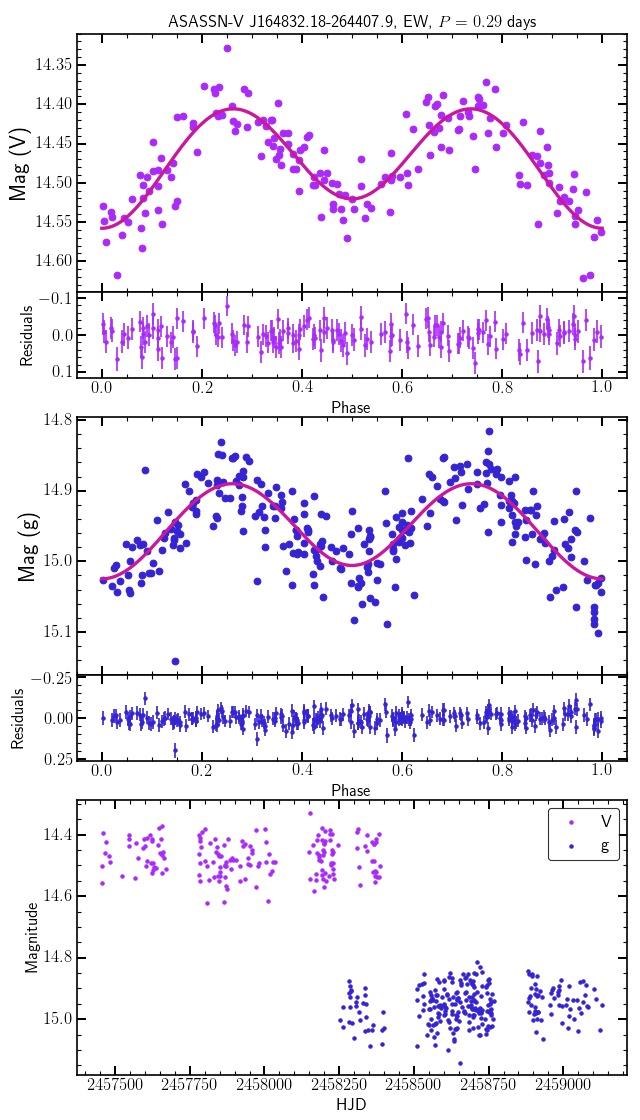 ASASSN-V J164832.18-264407.9, EW, P = 0.29 days
14.35
14.40
14.45
14.50
14.55
14.60
Mag (V)
−0.1
0.0
0.1
Residuals
0.0 0.2 0.4 0.6 0.8 1.0
Phase
14.8
14.9
15.0
15.1
Mag (g)
−0.25
0.00
0.25
Residuals
0.0 0.2 0.4 0.6 0.8 1.0
Phase
V
g
14.4
14.6
14.8
15.0
Magnitude
2457500 2457750 2458000 2458250 2458500 2458750 2459000
HJD